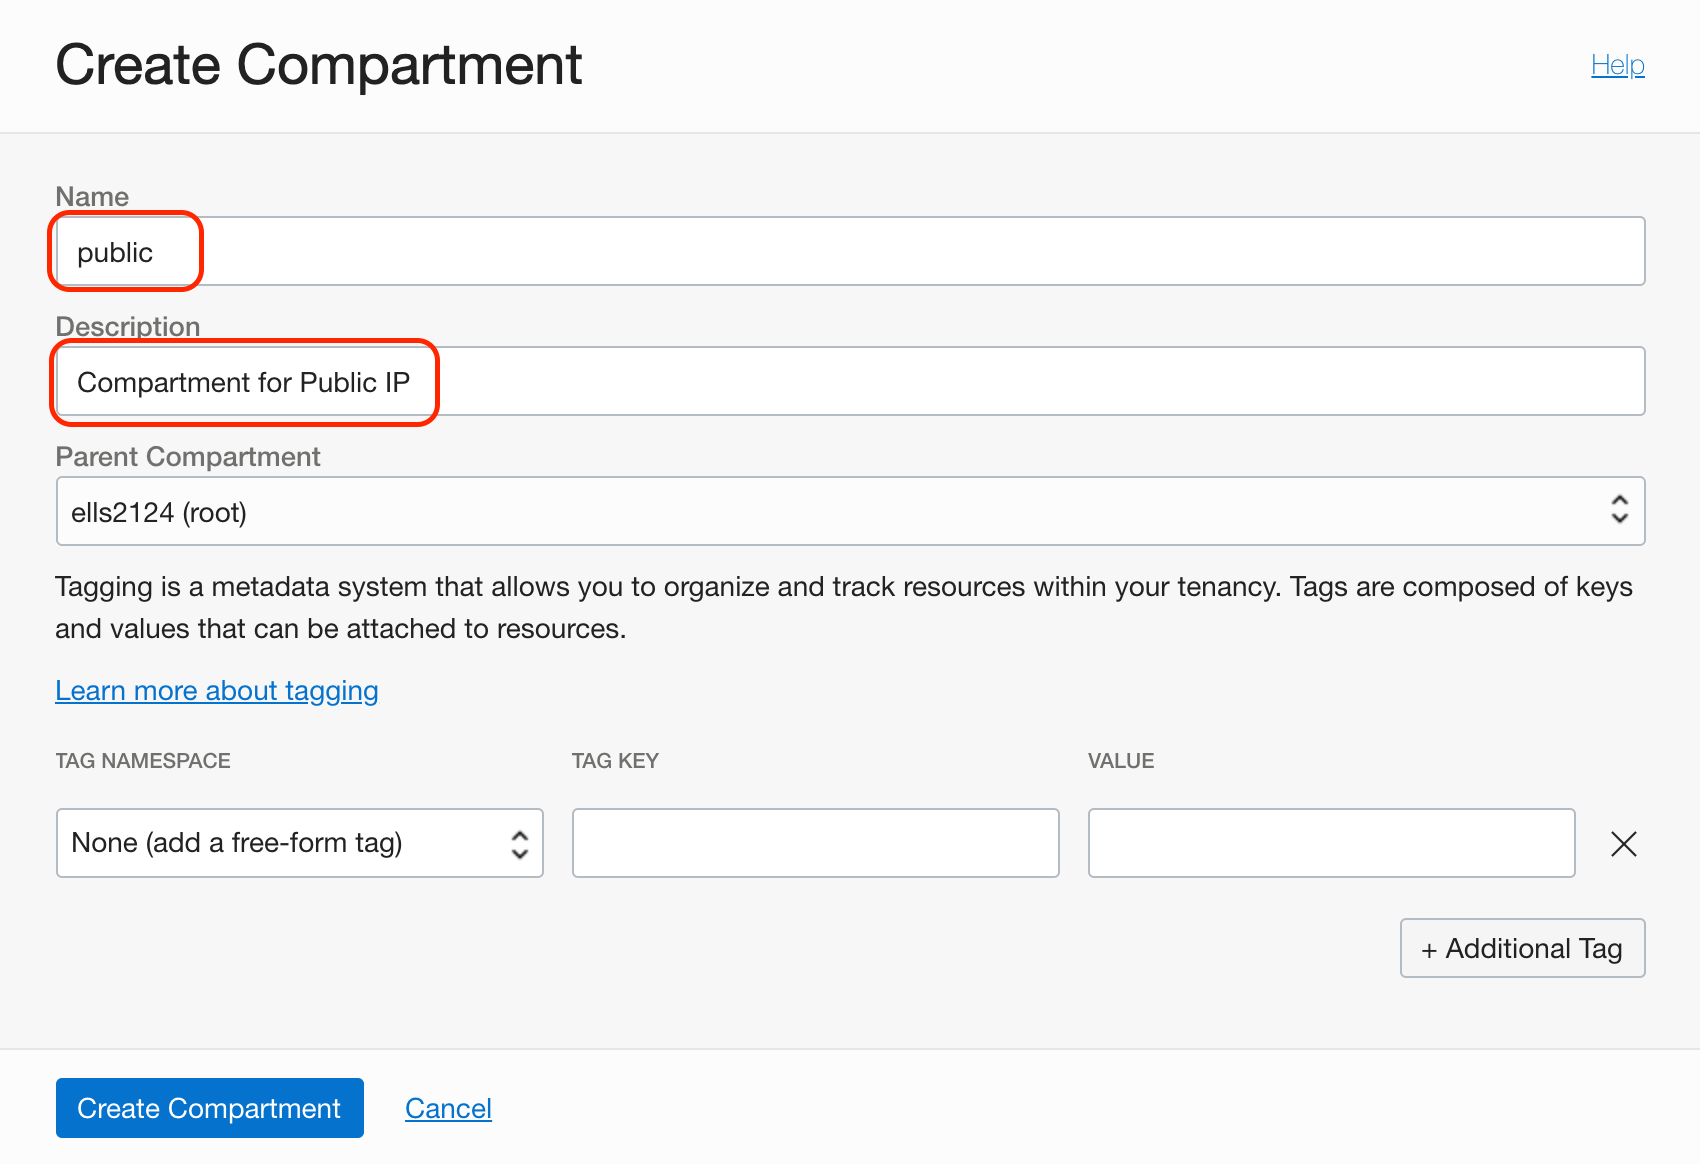 Create Compartment
Help
Name
public
Description
Compartment for Public IP
Parent Compartment
ells2124 (root)
Tagging is a metadata system that allows you to organize and track resources within your tenancy. Tags are composed of keys
and values that can be attached to resources.
Learn more about tagging
TAG NAMESPACE
TAG KEY
VALUE
None (add a free-form tag)
+ Additional Tag
Create Compartment
Cancel